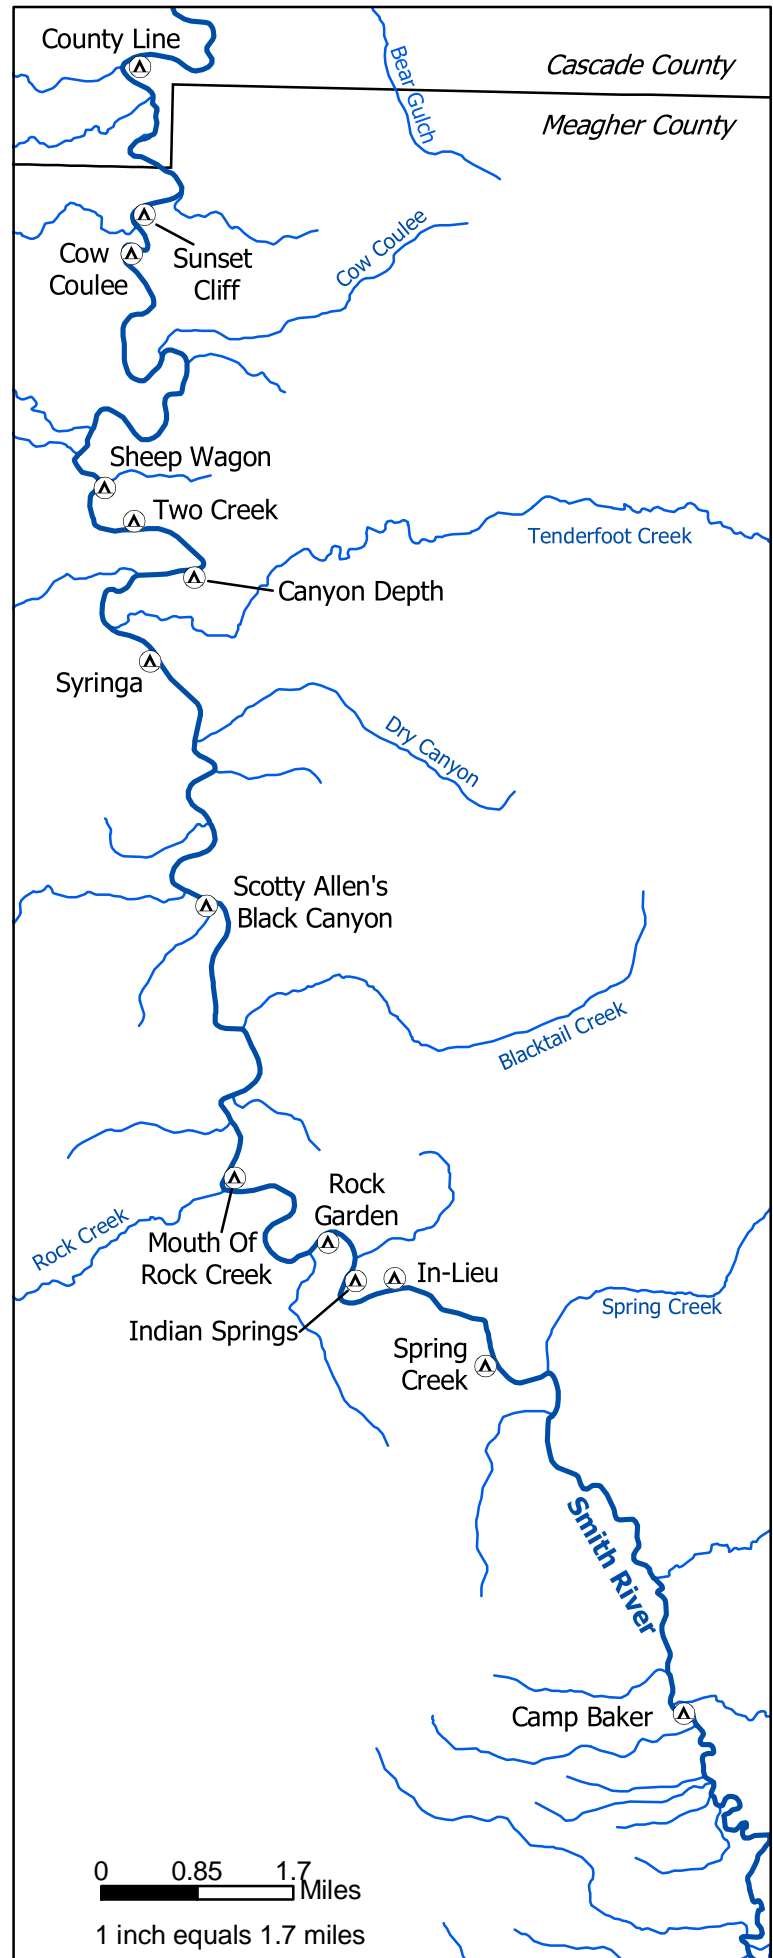 County Line
Cascade County
Bear Gulch
Meagher County
Cow Coulee
Sunset
Cliff
Cow
Coulee
Sheep Wagon
Two Creek
Tenderfoot Creek
Canyon Depth
Syringa
Dry Canyon
Scotty Allen's
Black Canyon
Blacktail Creek
Rock
Garden
Rock Creek
Mouth Of
Rock Creek
In-Lieu
Spring Creek
Indian Springs
Spring
Creek
Smith River
Camp Baker
0 0.85 1.7
Miles
1 inch equals 1.7 miles